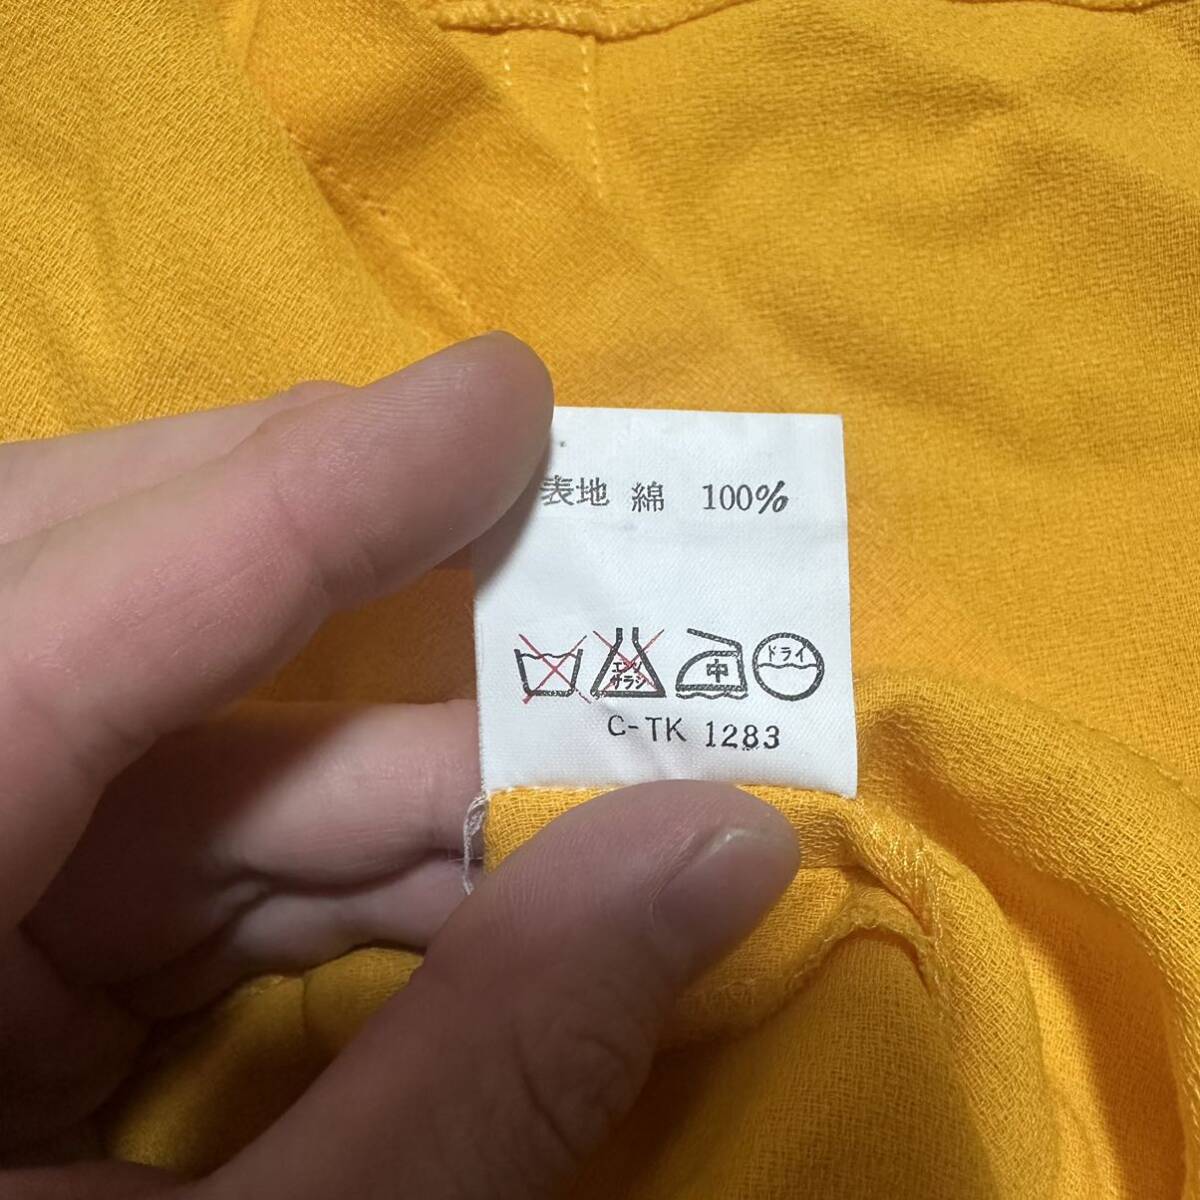 表地 綿 100%
エンソ
サラシ
中
ドライ
C-TK 1283